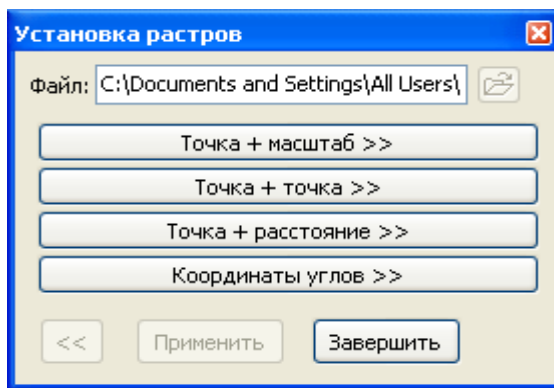 Установка растров
Файл: C:\Documents and Settings\All Users\
Точка + масштаб >>
Точка + точка >>
Точка + расстояние >>
Координаты углов >>
<< Применить Завершить